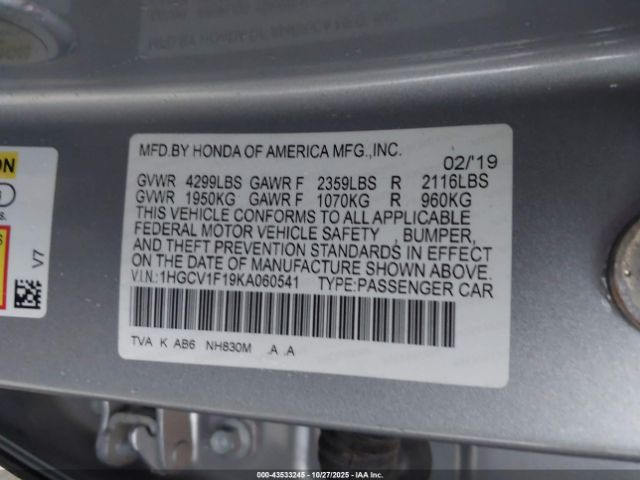 MFD.BY HONDA OF AMERICA MFG.,INC.
02/'19
GVWR 4299LBS GAWR F 2359LBS R 2116LBS
GVWR 1950KG GAWR F 1070KG R 960KG
THIS VEHICLE CONFORMS TO ALL APPLICABLE
FEDERAL MOTOR VEHICLE SAFETY , BUMPER,
AND THEFT PREVENTION STANDARDS IN EFFECT
ON THE DATE OF MANUFACTURE SHOWN ABOVE.
V.I.N.:1HGCV1F19KA060541 TYPE:PASSENGER CAR
TVA K AB6 NH830M .A .A
ON
s.
V7
000-43533245 - 10/27/2025 - IAA Inc.